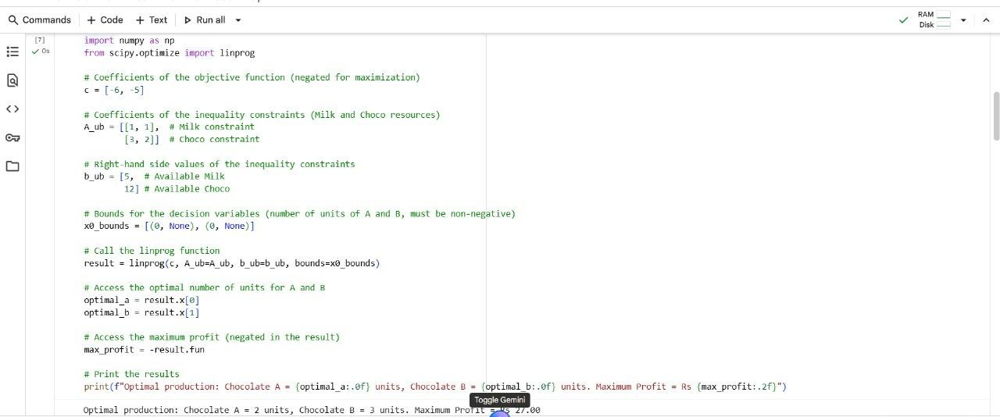 Commands + Code + Text Run all
RAM
Disk
[7]
0s
import numpy as np
from scipy.optimize import linprog
# Coefficients of the objective function (negated for maximization)
c = [-6, -5]
# Coefficients of the inequality constraints (Milk and Choco resources)
A_ub = [[1, 1],  # Milk constraint
        [3, 2]]  # Choco constraint
# Right-hand side values of the inequality constraints
b_ub = [5,  # Available Milk
        12] # Available Choco
# Bounds for the decision variables (number of units of A and B, must be non-negative)
x0_bounds = [(0, None), (0, None)]
# Call the linprog function
result = linprog(c, A_ub=A_ub, b_ub=b_ub, bounds=x0_bounds)
# Access the optimal number of units for A and B
optimal_a = result.x[0]
optimal_b = result.x[1]
# Access the maximum profit (negated in the result)
max_profit = -result.fun
# Print the results
print(f"Optimal production: Chocolate A = {optimal_a:.0f} units, Chocolate B = {optimal_b:.0f} units. Maximum Profit = Rs {max_profit:.2f}")
Toggle Gemini
Optimal production: Chocolate A = 2 units, Chocolate B = 3 units. Maximum Profit = Rs 27.00